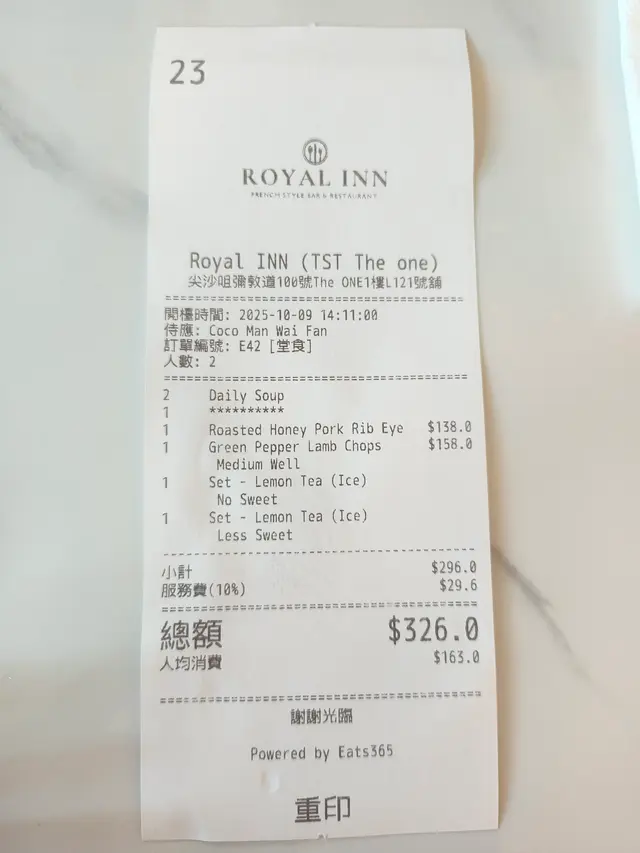 23
ROYAL INN
FRENCH STYLE BAR & RESTAURANT
Royal INN (TST The one)
尖沙咀彌敦道100號The ONE1樓L121號舖
開檯時間: 2025-10-09 14:11:00
侍應: Coco Man Wai Fan
訂單編號: E42 [堂食]
人數: 2
2 Daily Soup
1 **********
1 Roasted Honey Pork Rib Eye $138.0
1 Green Pepper Lamb Chops $158.0
Medium Well
1 Set - Lemon Tea (Ice)
No Sweet
1 Set - Lemon Tea (Ice)
Less Sweet
小計 $296.0
服務費(10%) $29.6
總額 $326.0
人均消費 $163.0
謝謝光臨
Powered by Eats365
重印